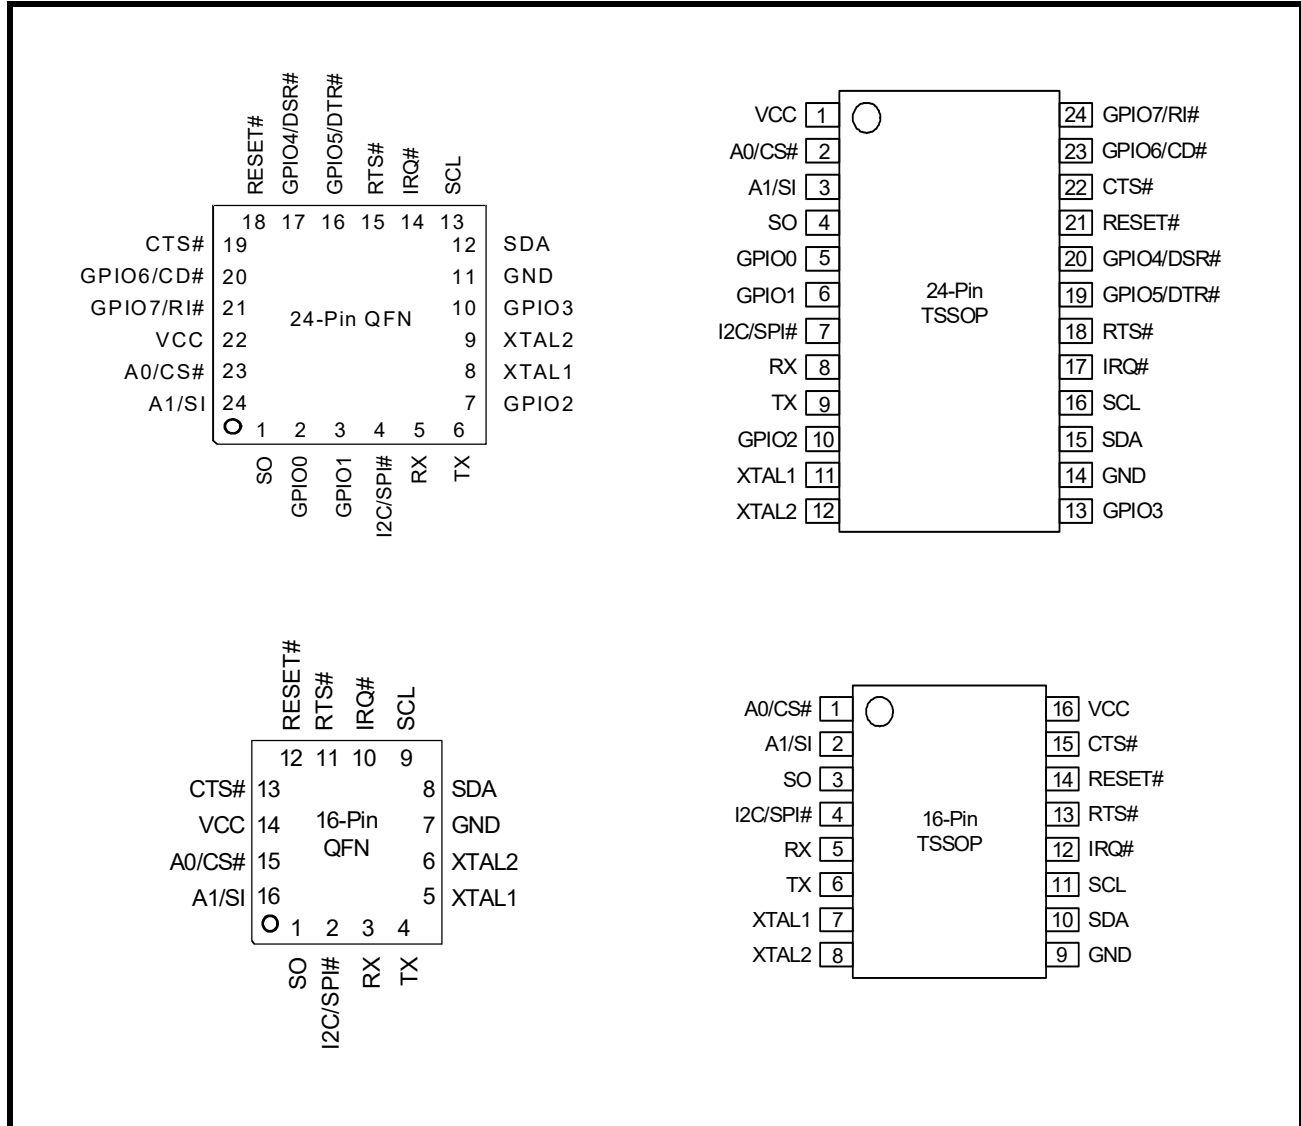 RESET#
GPIO4/DSR#
GPIO5/DTR#
RTS#
IRQ#
SCL
18 17 16 15 14 13
CTS# 19 12 SDA
GPIO6/CD# 20 11 GND
GPIO7/RI# 21 10 GPIO3
24-Pin QFN
VCC 22 9 XTAL2
A0/CS# 23 8 XTAL1
A1/SI 24 7 GPIO2
1 2 3 4 5 6
SO
GPIO0
GPIO1
I2C/SPI#
RX
TX
VCC 1 24 GPIO7/RI#
A0/CS# 2 23 GPIO6/CD#
A1/SI 3 22 CTS#
SO 4 21 RESET#
GPIO0 5 20 GPIO4/DSR#
GPIO1 6 19 GPIO5/DTR#
24-Pin
TSSOP
I2C/SPI# 7 18 RTS#
RX 8 17 IRQ#
TX 9 16 SCL
GPIO2 10 15 SDA
XTAL1 11 14 GND
XTAL2 12 13 GPIO3
RESET#
RTS#
IRQ#
SCL
12 11 10 9
CTS# 13 8 SDA
VCC 14 7 GND
16-Pin
QFN
A0/CS# 15 6 XTAL2
A1/SI 16 5 XTAL1
1 2 3 4
SO
I2C/SPI#
RX
TX
A0/CS# 1 16 VCC
A1/SI 2 15 CTS#
SO 3 14 RESET#
I2C/SPI# 4 13 RTS#
16-Pin
TSSOP
RX 5 12 IRQ#
TX 6 11 SCL
XTAL1 7 10 SDA
XTAL2 8 9 GND